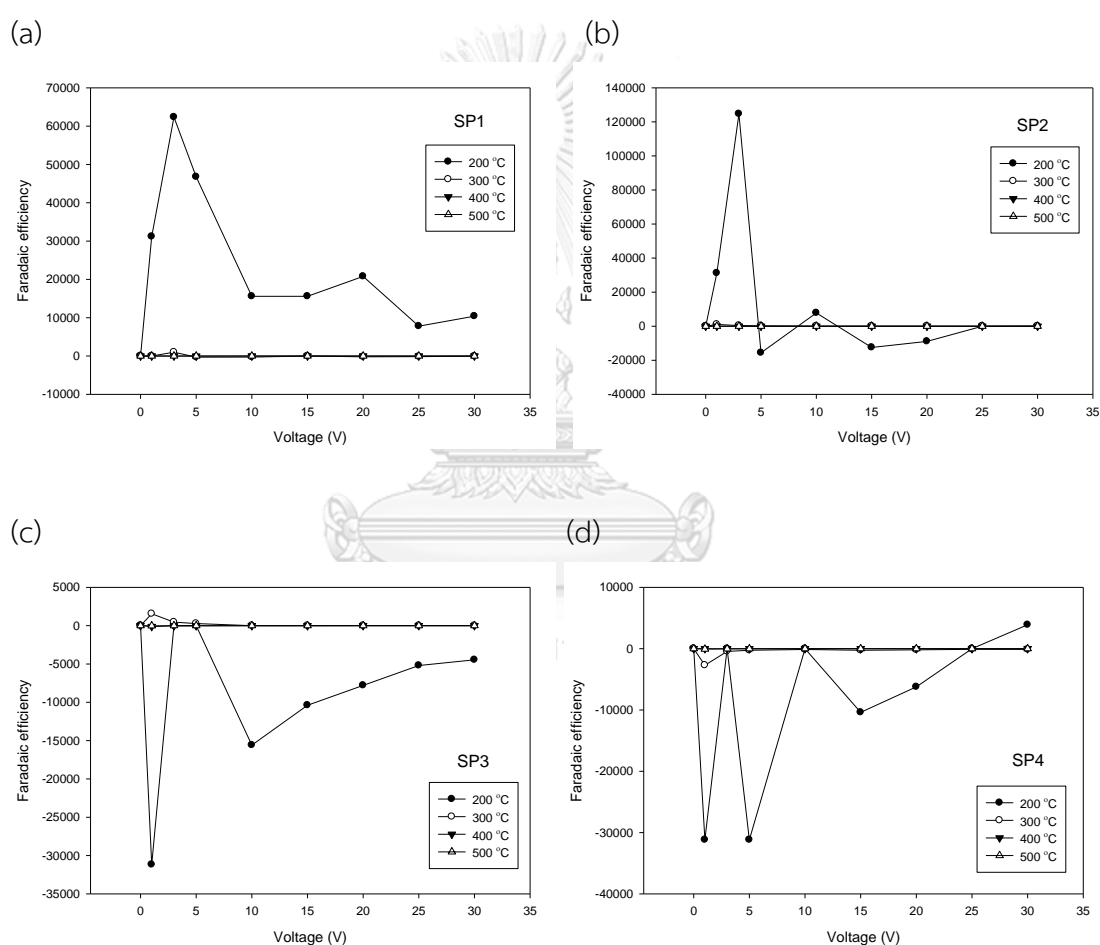 (a)
70000
60000
50000
40000
30000
20000
10000
0
-10000
Faradaic efficiency
SP1
200 °C
300 °C
400 °C
500 °C
0 5 10 15 20 25 30 35
Voltage (V)
(b)
140000
120000
100000
80000
60000
40000
20000
0
-20000
-40000
Faradaic efficiency
SP2
200 °C
300 °C
400 °C
500 °C
0 5 10 15 20 25 30 35
Voltage (V)
(c)
5000
0
-5000
-10000
-15000
-20000
-25000
-30000
-35000
Faradaic efficiency
SP3
200 °C
300 °C
400 °C
500 °C
0 5 10 15 20 25 30 35
Voltage (V)
(d)
10000
0
-10000
-20000
-30000
-40000
Faradaic efficiency
SP4
200 °C
300 °C
400 °C
500 °C
0 5 10 15 20 25 30 35
Voltage (V)